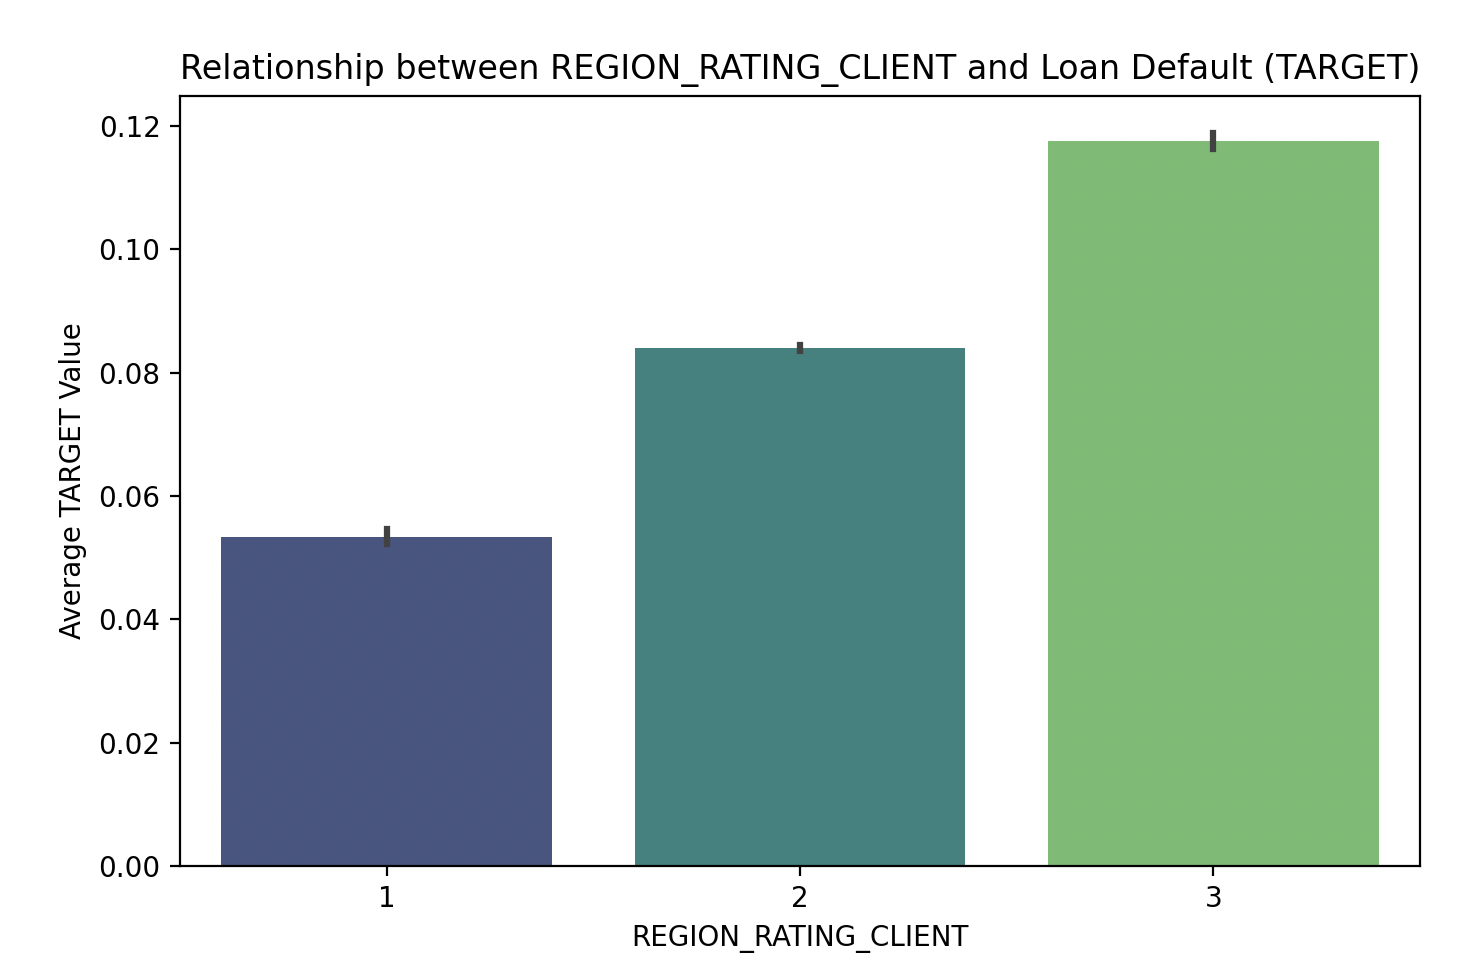 Relationship between REGION_RATING_CLIENT and Loan Default (TARGET)
0.12
0.10
0.08
0.06
0.04
0.02
0.00
Average TARGET Value
1 2 3
REGION_RATING_CLIENT